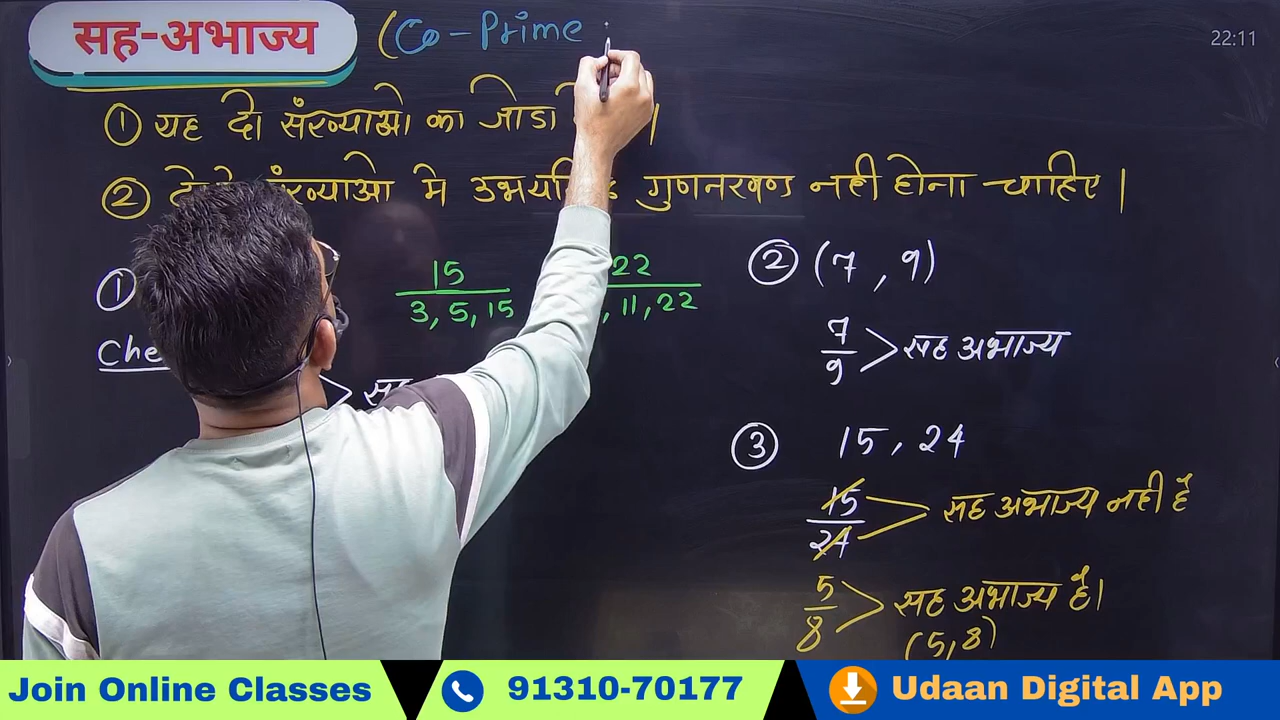 सह-अभाज्य (Co-Prime
22:11
① यह दो संख्याओ का जोडा
② संख्याओ मे गुणनखण्ड नही होना चाहिए।
①
15
3, 5, 15
22
, 11, 22
Che
सह
② (7, 9)
7
9
सह अभाज्य
③ 15, 24
15
24
सह अभाज्य नही है
5
8
सह अभाज्य है।
(5,8)
Join Online Classes
91310-70177
Udaan Digital App